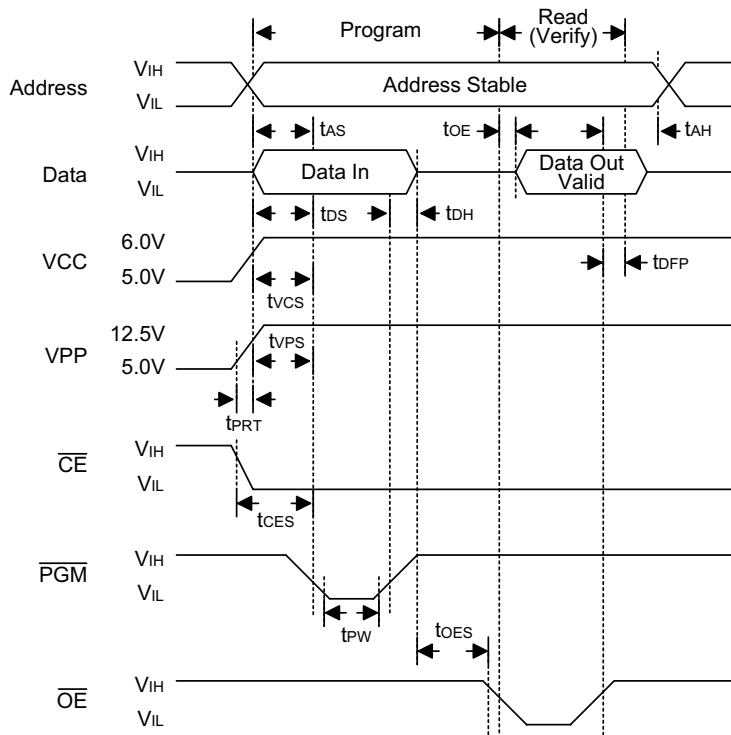 Program
Read
(Verify)
Address
VIH
VIL
Address Stable
tAS
tOE
tAH
Data
VIH
VIL
Data In
Data Out
Valid
tDS
tDH
VCC
6.0V
5.0V
tDFP
tVCS
VPP
12.5V
5.0V
tVPS
tPRT
CE
VIH
VIL
tCES
PGM
VIH
VIL
tPW
tOES
OE
VIH
VIL